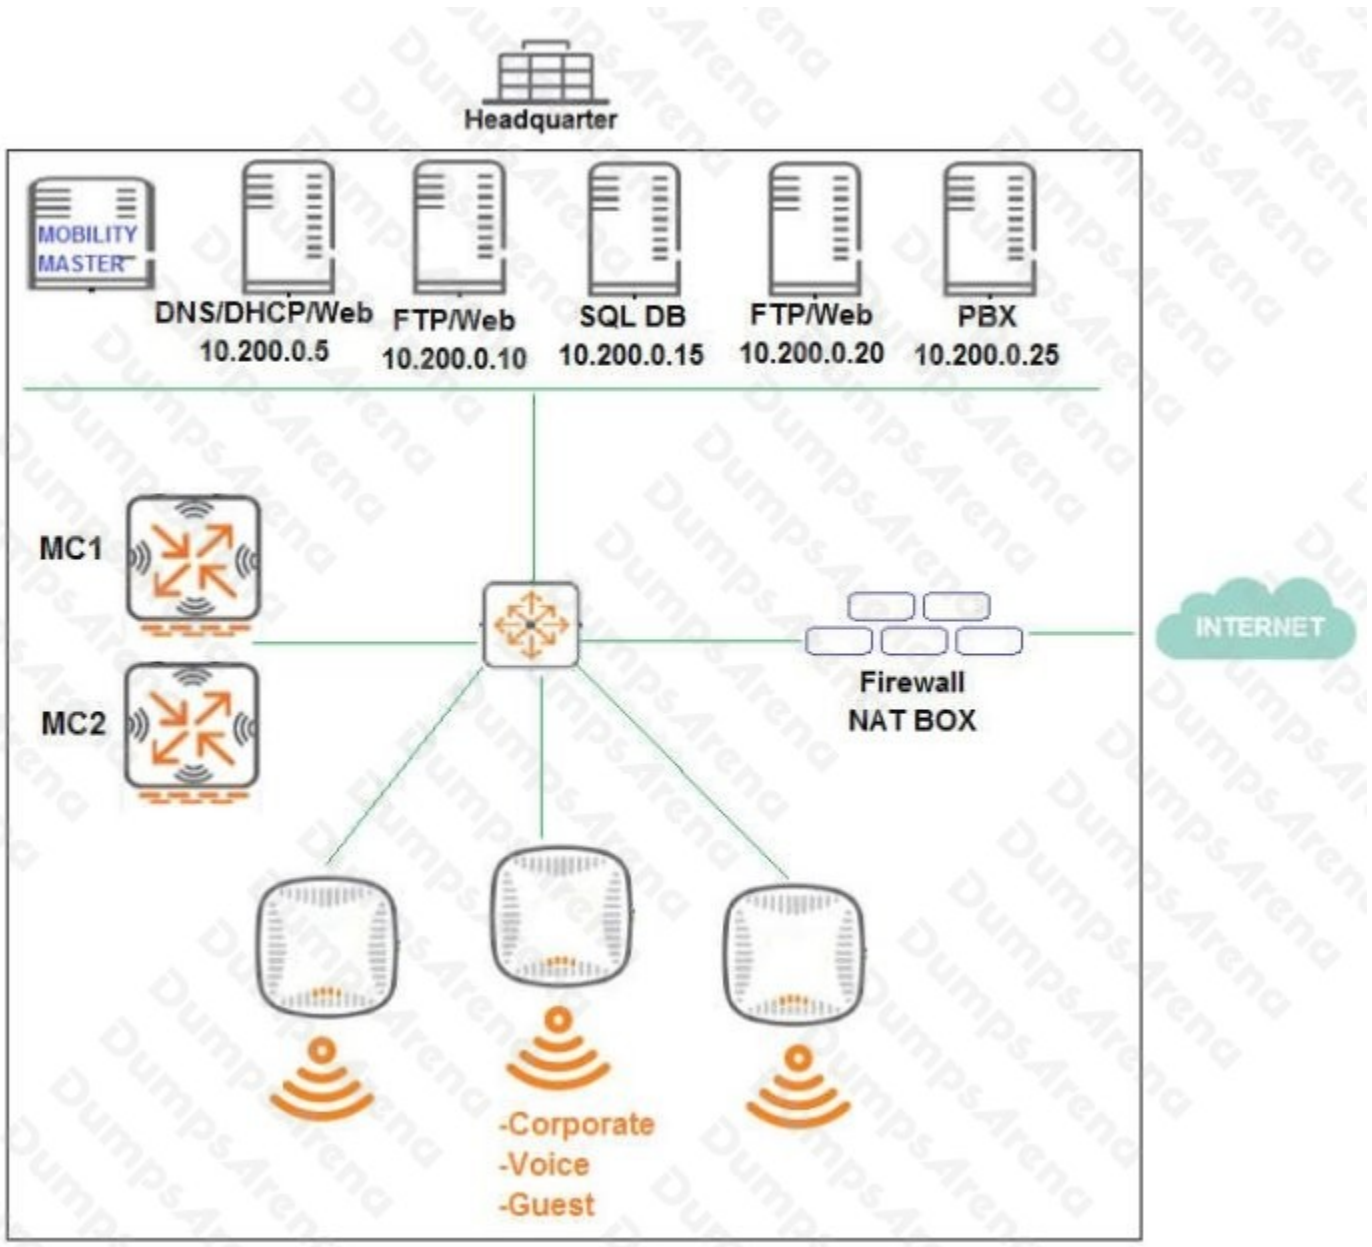 Headquarter
MOBILITY
MASTER
DNS/DHCP/Web
10.200.0.5
FTP/Web
10.200.0.10
SQL DB
10.200.0.15
FTP/Web
10.200.0.20
PBX
10.200.0.25
MC1
MC2
Firewall
NAT BOX
INTERNET
-Corporate
-Voice
-Guest
DumpsArena